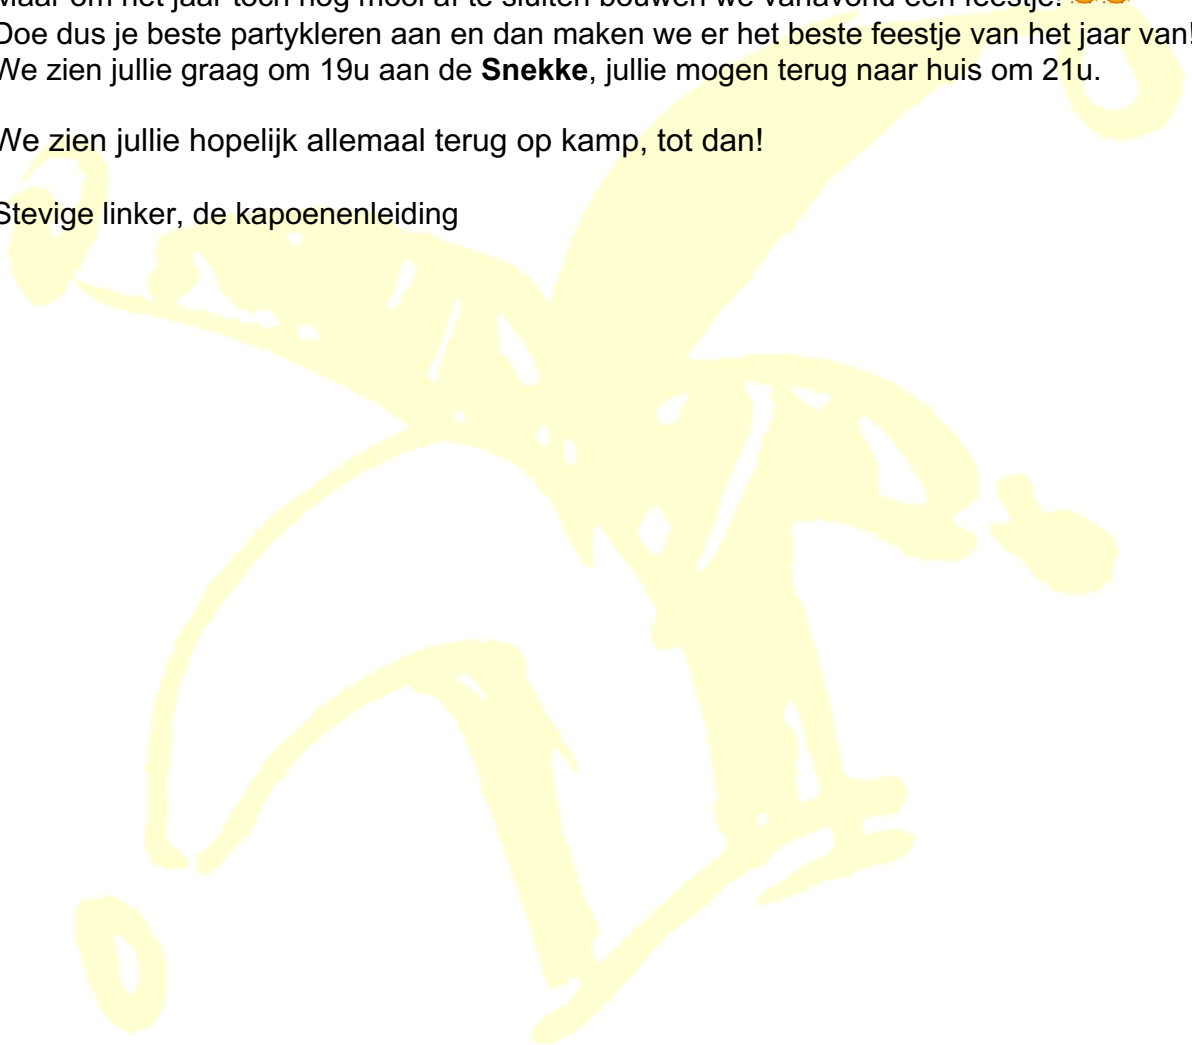 Maar om het jaar toch nog mooi af te sluiten bouwen we vanavond een feestje!
Doe dus je beste partykleren aan en dan maken we er het beste feestje van het jaar van!
We zien jullie graag om 19u aan de Snekke, jullie mogen terug naar huis om 21u.
We zien jullie hopelijk allemaal terug op kamp, tot dan!
Stevige linker, de kapoenenleiding